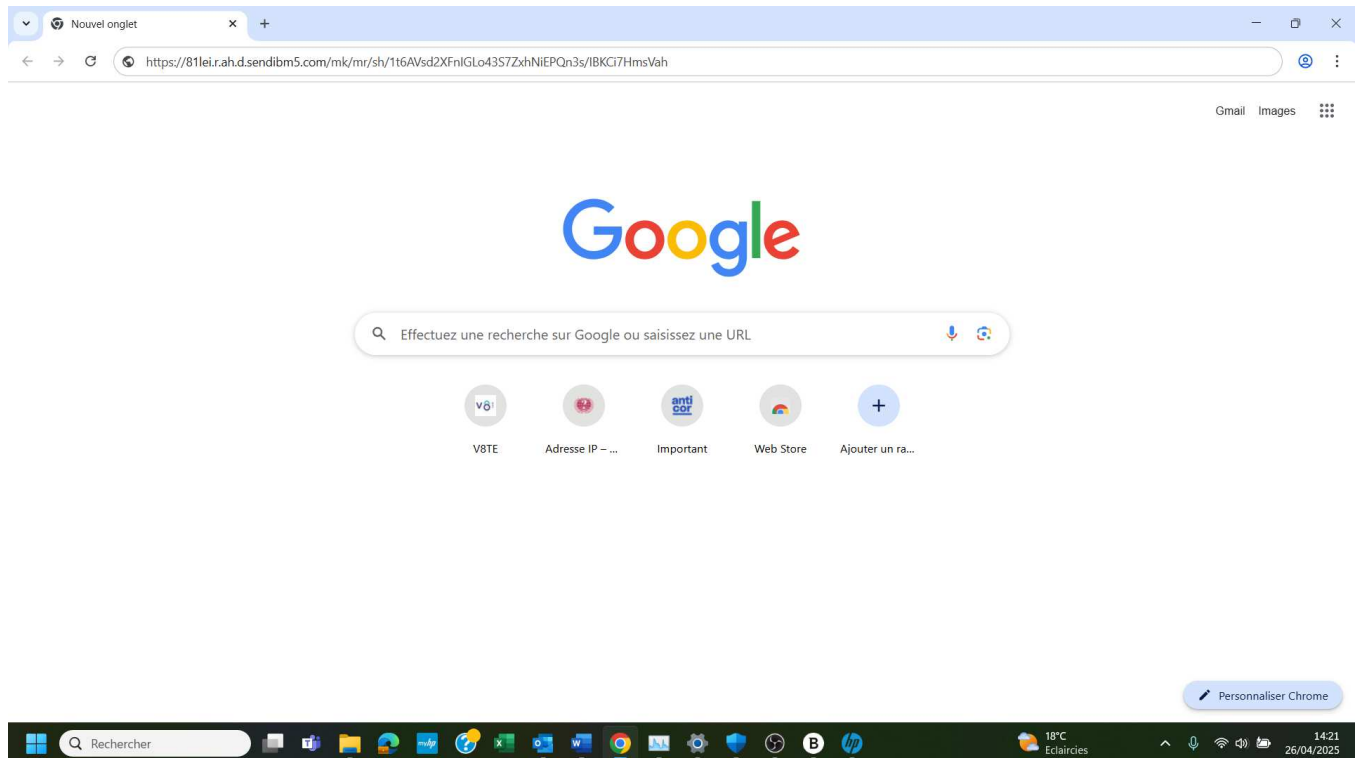 Nouvel onglet
https://81lei.r.ah.d.sendibm5.com/mk/mr/sh/1t6AVsd2XFnIGLo43S7ZxhNiEPQn3s/IBKCi7HmsVah
Gmail Images
Google
Effectuez une recherche sur Google ou saisissez une URL
V8TE
Adresse IP – ...
anti
cor
Important
Web Store
Ajouter un ra...
Personnaliser Chrome
Rechercher
myhp
B
hp
18°C
Eclaircies
14:21
26/04/2025